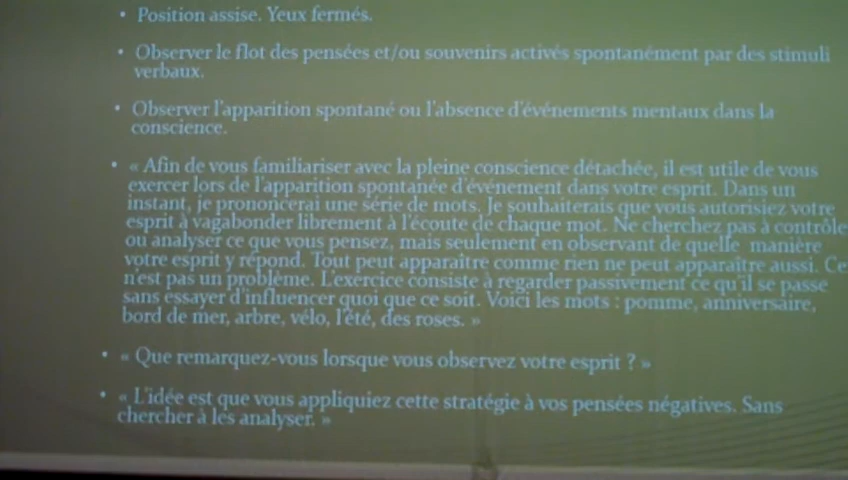 • Position assise. Yeux fermés.
• Observer le flot des pensées et/ou souvenirs activés spontanément par des stimuli
verbaux.
• Observer l'apparition spontané ou l'absence d'événements mentaux dans la
conscience.
• « Afin de vous familiariser avec la pleine conscience détachée, il est utile de vous
exercer lors de l'apparition spontanée d'événement dans votre esprit. Dans un
instant, je prononcerai une série de mots. Je souhaiterais que vous autorisiez votre
esprit à vagabonder librement à l'écoute de chaque mot. Ne cherchez pas à contrôle
ou analyser ce que vous pensez, mais seulement en observant de quelle manière
votre esprit y répond. Tout peut apparaître comme rien ne peut apparaître aussi. Ce
n'est pas un problème. L'exercice consiste à regarder passivement ce qu'il se passe
sans essayer d'influencer quoi que ce soit. Voici les mots : pomme, anniversaire,
bord de mer, arbre, vélo, l'été, des roses. »
• « Que remarquez-vous lorsque vous observez votre esprit ? »
• « L'idée est que vous appliquiez cette stratégie à vos pensées négatives. Sans
chercher à les analyser. »